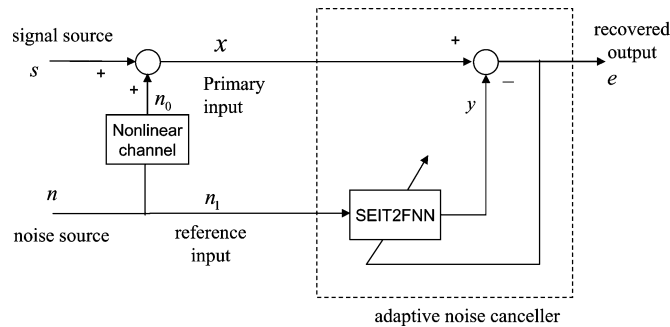 signal source
s
+
+
x
Primary
input
n0
Nonlinear
channel
n
noise source
n1
reference
input
SEIT2FNN
y
+
−
recovered
output
e
adaptive noise canceller